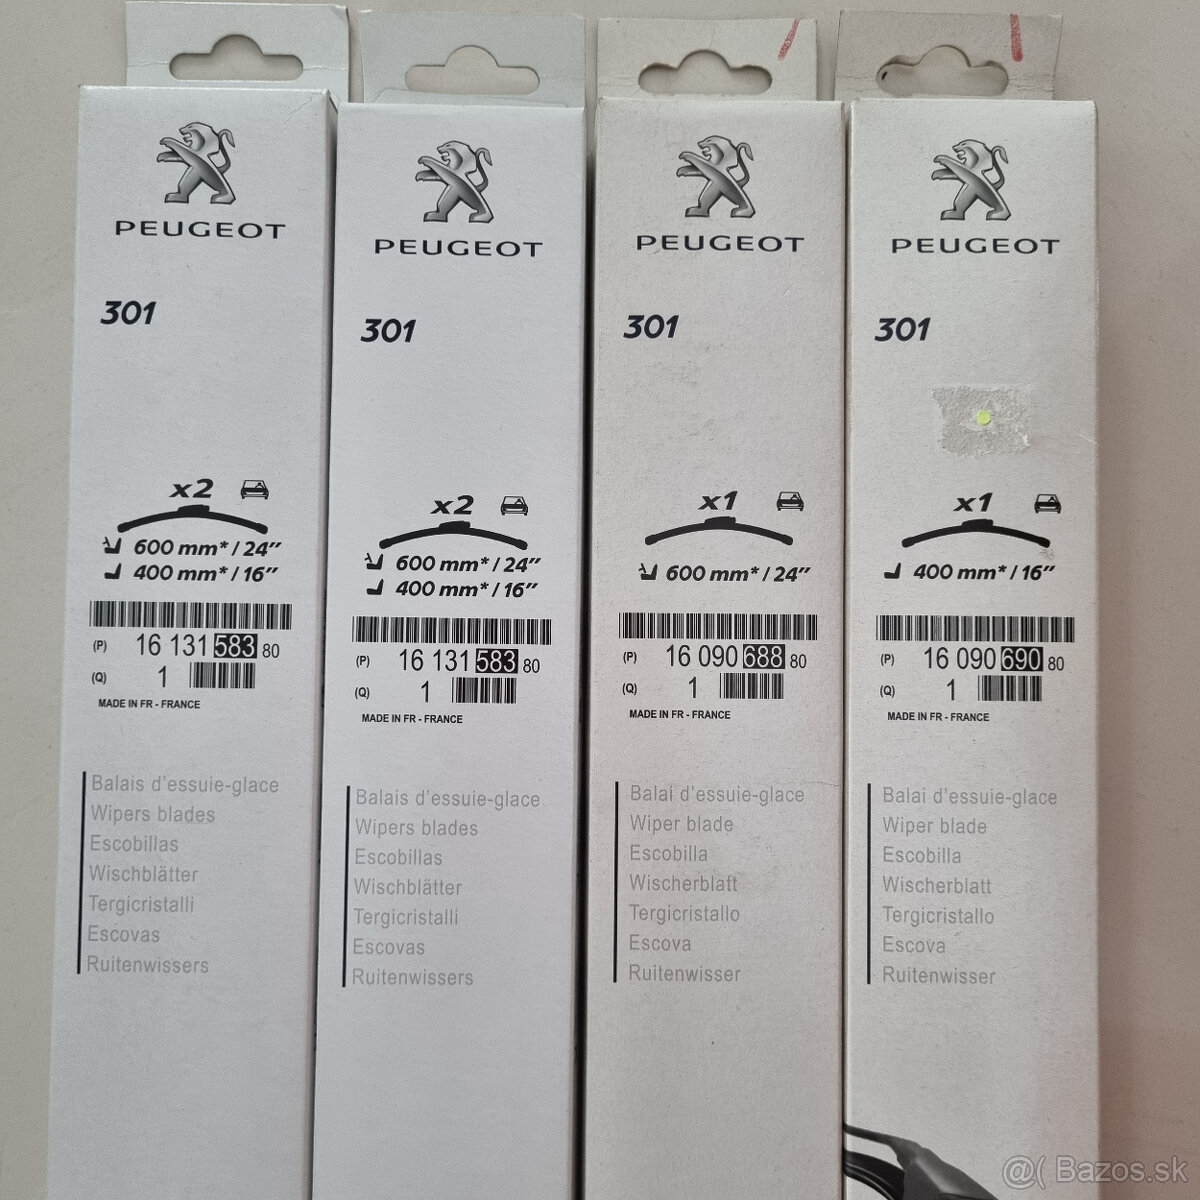 PEUGEOT
301
x2
600 mm* / 24″
400 mm* / 16″
(P) 16 131 583 80
(Q) 1
MADE IN FR - FRANCE
Balais d'essuie-glace
Wipers blades
Escobillas
Wischblätter
Tergicristalli
Escovas
Ruitenwissers
PEUGEOT
301
x2
600 mm* / 24″
400 mm* / 16″
(P) 16 131 583 80
(Q) 1
MADE IN FR - FRANCE
Balais d'essuie-glace
Wipers blades
Escobillas
Wischblätter
Tergicristalli
Escovas
Ruitenwissers
PEUGEOT
301
x1
600 mm* / 24″
(P) 16 090 688 80
(Q) 1
MADE IN FR - FRANCE
Balai d'essuie-glace
Wiper blade
Escobilla
Wischerblatt
Tergicristallo
Escova
Ruitenwisser
PEUGEOT
301
x1
400 mm* / 16″
(P) 16 090 690 80
(Q) 1
MADE IN FR - FRANCE
Balai d'essuie-glace
Wiper blade
Escobilla
Wischerblatt
Tergicristallo
Escova
Ruitenwisser
@( Bazos.sk